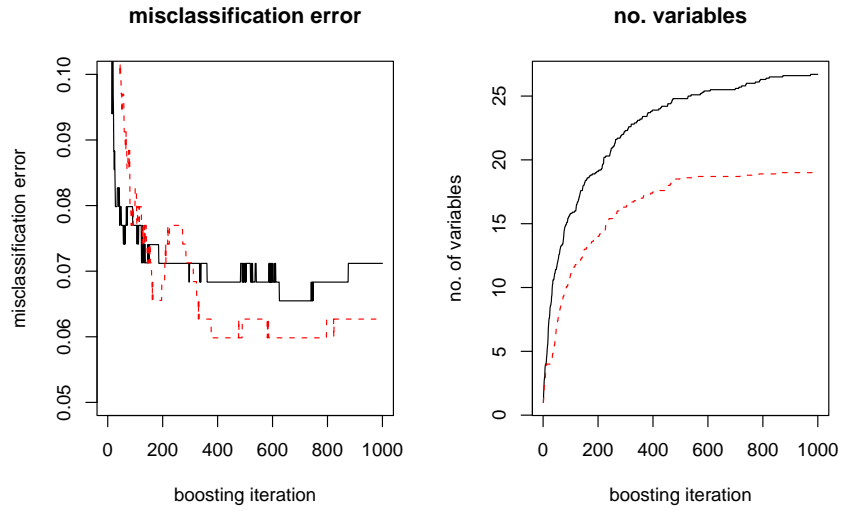 misclassification error
misclassification error
0.10
0.09
0.08
0.07
0.06
0.05
0 200 400 600 800 1000
boosting iteration
no. variables
no. of variables
25
20
15
10
5
0
0 200 400 600 800 1000
boosting iteration